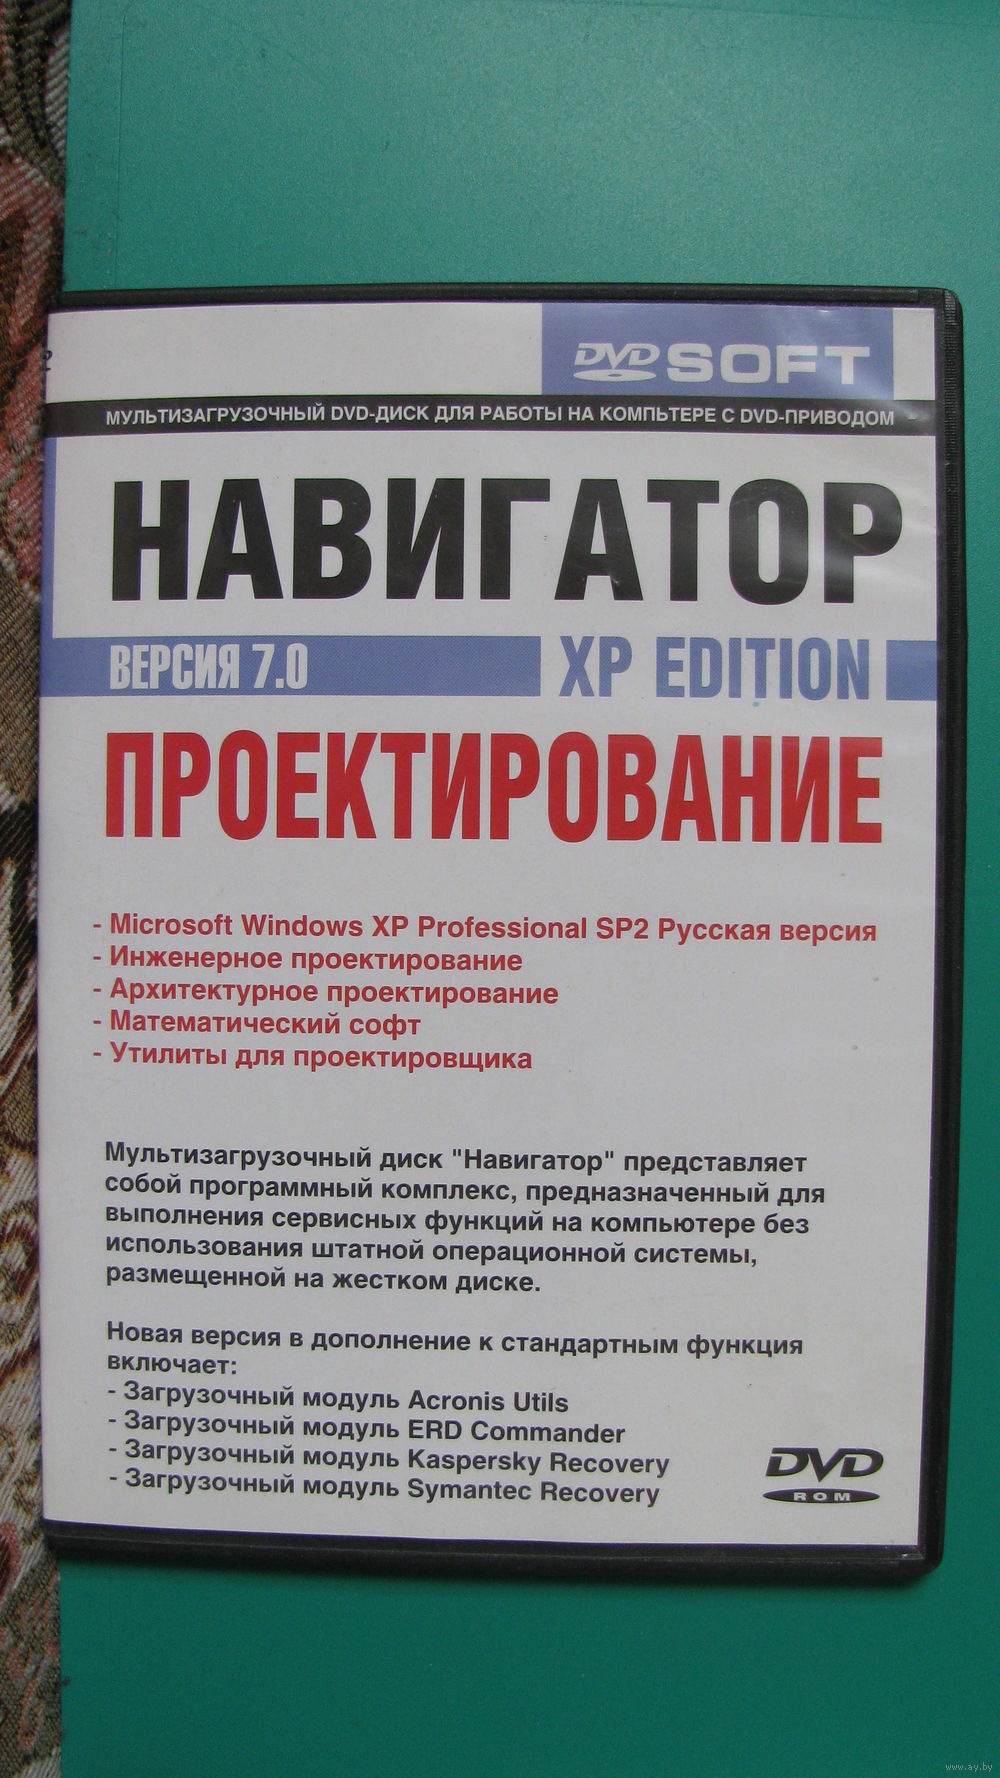 DVD SOFT
МУЛЬТИЗАГРУЗОЧНЫЙ DVD-ДИСК ДЛЯ РАБОТЫ НА КОМПЬТЕРЕ С DVD-ПРИВОДОМ
НАВИГАТОР
ВЕРСИЯ 7.0 XP EDITION
ПРОЕКТИРОВАНИЕ
- Microsoft Windows XP Professional SP2 Русская версия
- Инженерное проектирование
- Архитектурное проектирование
- Математический софт
- Утилиты для проектировщика
Мультизагрузочный диск "Навигатор" представляет
собой программный комплекс, предназначенный для
выполнения сервисных функций на компьютере без
использования штатной операционной системы,
размещенной на жестком диске.
Новая версия в дополнение к стандартным функция
включает:
- Загрузочный модуль Acronis Utils
- Загрузочный модуль ERD Commander
- Загрузочный модуль Kaspersky Recovery
- Загрузочный модуль Symantec Recovery
DVD
ROM
www.ay.by